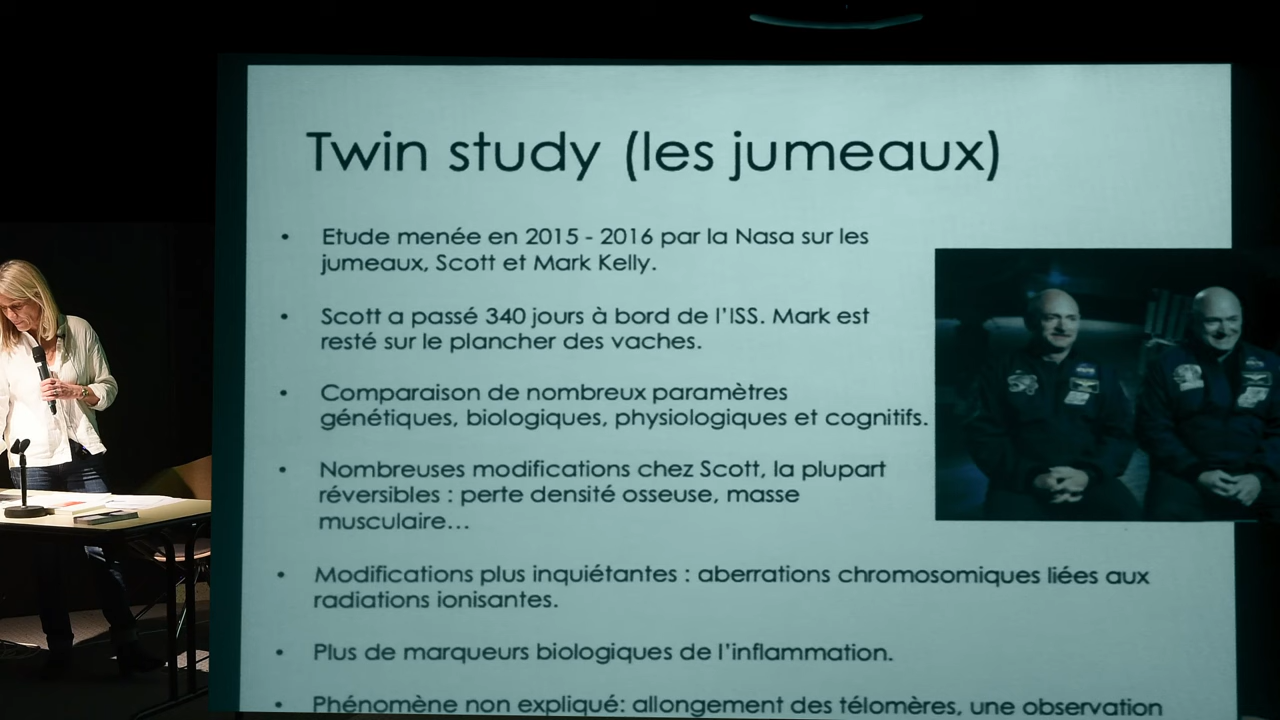 Twin study (les jumeaux)
• Etude menée en 2015 - 2016 par la Nasa sur les
jumeaux, Scott et Mark Kelly.
• Scott a passé 340 jours à bord de l'ISS. Mark est
resté sur le plancher des vaches.
• Comparaison de nombreux paramètres
génétiques, biologiques, physiologiques et cognitifs.
• Nombreuses modifications chez Scott, la plupart
réversibles : perte densité osseuse, masse
musculaire...
• Modifications plus inquiétantes : aberrations chromosomiques liées aux
radiations ionisantes.
• Plus de marqueurs biologiques de l'inflammation.
• Phénomène non expliqué: allongement des télomères, une observation